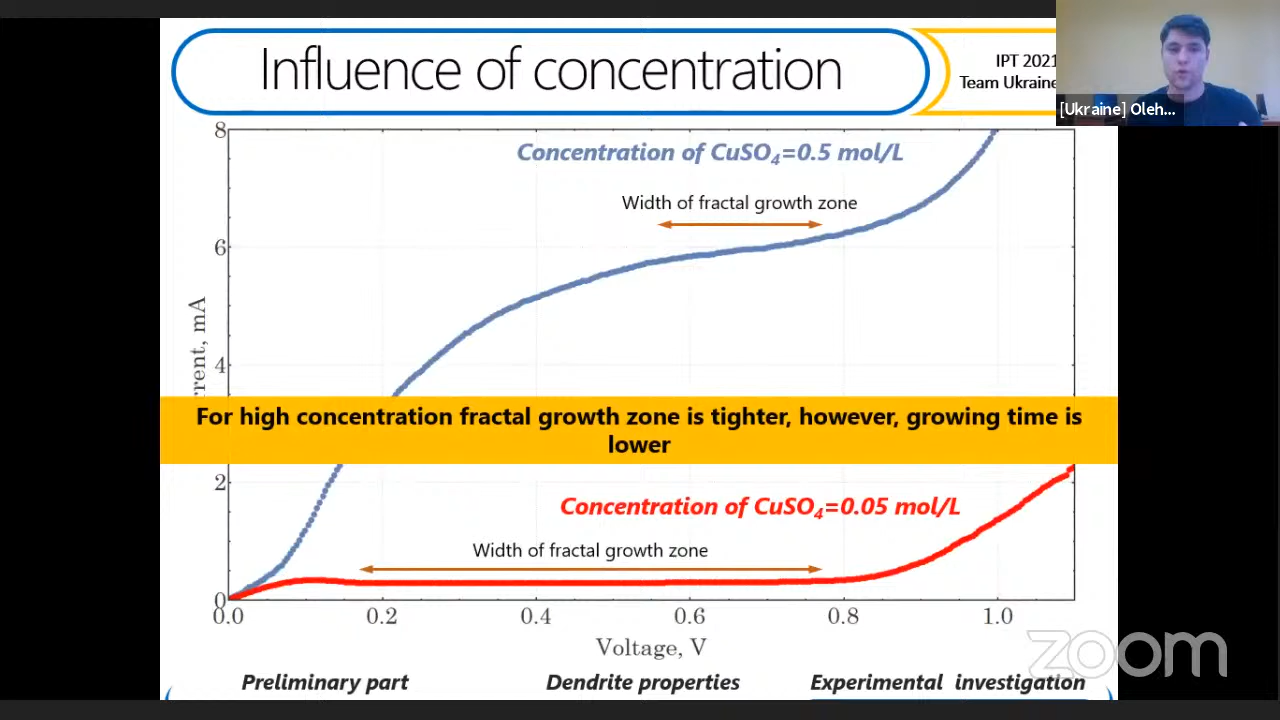 Influence of concentration
IPT 2021
Team Ukraine
[Ukraine] Oleh...
Concentration of CuSO₄=0.5 mol/L
Width of fractal growth zone
For high concentration fractal growth zone is tighter, however, growing time is
lower
Concentration of CuSO₄=0.05 mol/L
Width of fractal growth zone
rrent, mA
8
6
4
2
0
0.0 0.2 0.4 0.6 0.8 1.0
Voltage, V
zoom
Preliminary part Dendrite properties Experimental investigation